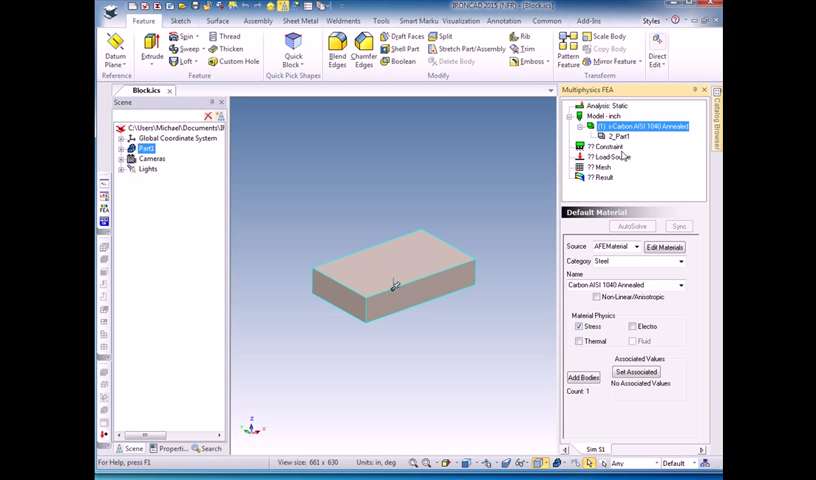 IRONCAD 2015 (NFR) - [Block.ics]
Feature
Sketch
Surface
Assembly
Sheet Metal
Weldments
Tools
Smart Marku
Visualization
Annotation
Common
Add-Ins
Styles
Datum Plane
Reference
Extrude
Spin
Sweep
Loft
Thread
Thicken
Custom Hole
Feature
Quick Block
Quick Pick Shapes
Blend Edges
Chamfer Edges
Draft Faces
Shell Part
Boolean
Split
Stretch Part/Assembly
Delete Body
Rib
Trim
Emboss
Modify
Pattern Feature
Scale Body
Copy Body
Mirror Feature
Transform
Direct Edit
Block.ics
Scene
C:\Users\Michael\Documents\IR
Global Coordinate System
Part1
Cameras
Lights
FEA
Z
X
Multiphysics FEA
Analysis: Static
Model - inch
Carbon AISI 1040 Annealed
2_Part1
?? Constraint
?? Load-Source
?? Mesh
?? Result
Catalog Browser
Default Material
AutoSolve
Sync
Source
AFEMaterial
Edit Materials
Category
Steel
Name
Carbon AISI 1040 Annealed
Non-Linear/Anisotropic
Material Physics
Stress
Electro
Thermal
Fluid
Associated Values
Add Bodies
Set Associated
Count: 1
No Associated Values
Sim S1
Scene
Properti...
Search
For Help, press F1
View size: 661 x 630
Units: in, deg
Any
Default